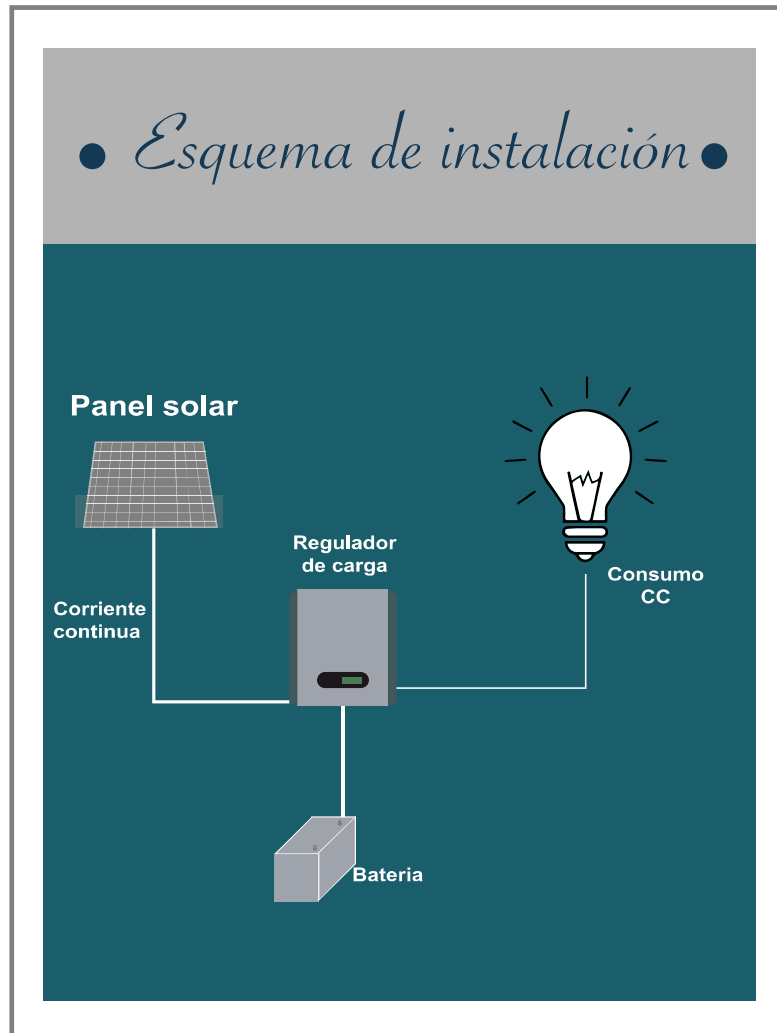 Esquema de instalación
Panel solar
Regulador
de carga
Consumo
CC
Corriente
continua
Bateria